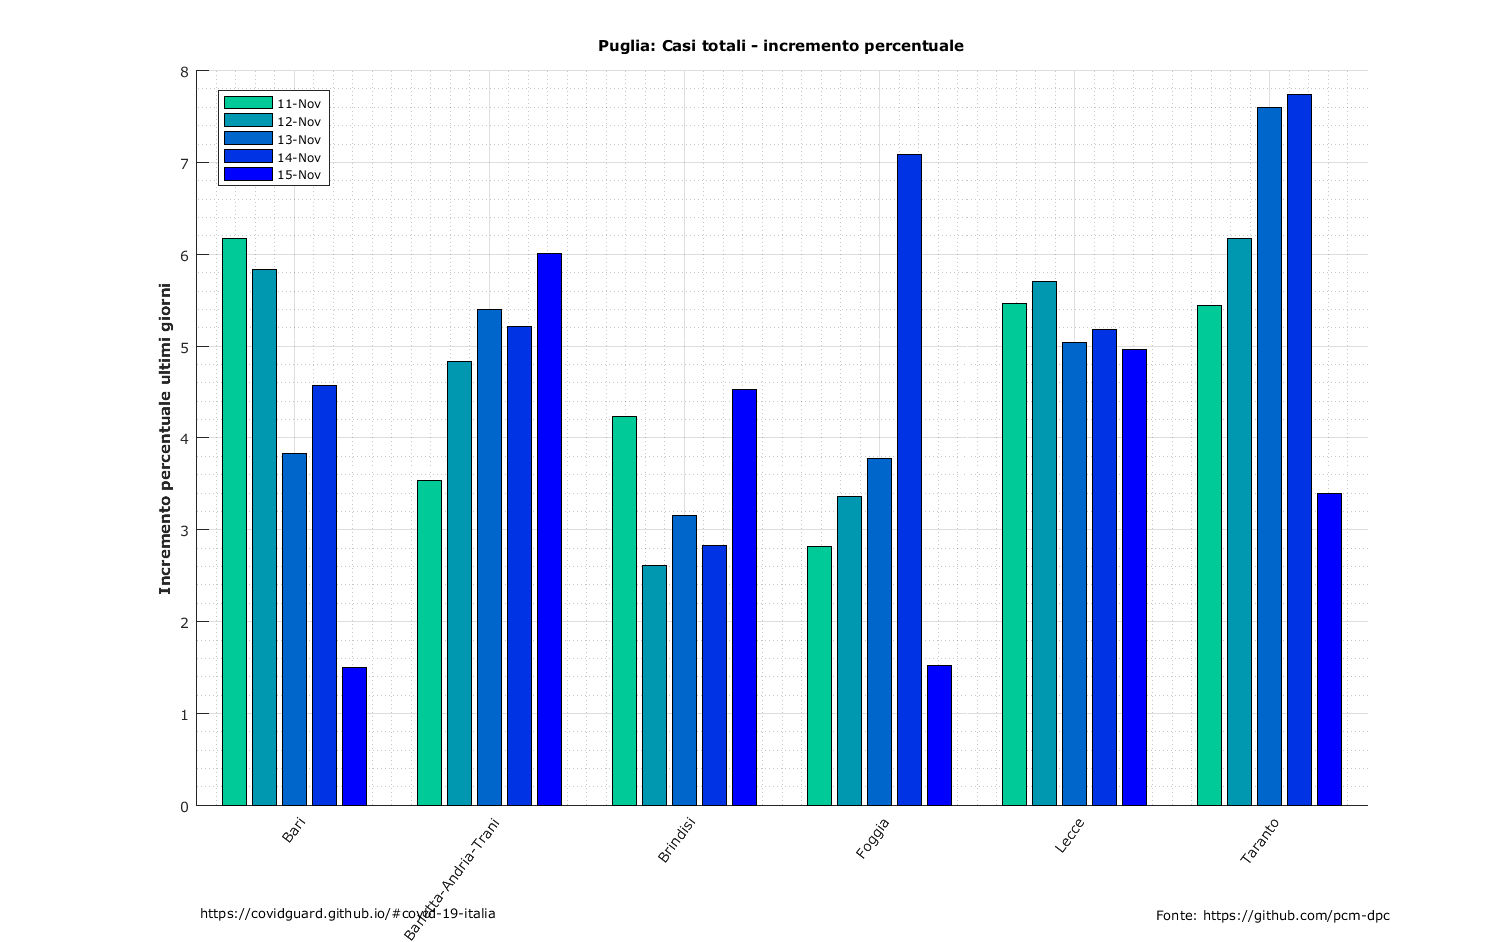 Puglia: Casi totali - incremento percentuale
Incremento percentuale ultimi giorni
8
7
6
5
4
3
2
1
0
11-Nov
12-Nov
13-Nov
14-Nov
15-Nov
Bari
Barletta-Andria-Trani
Brindisi
Foggia
Lecce
Taranto
https://covidguard.github.io/#covid-19-italia
Fonte: https://github.com/pcm-dpc